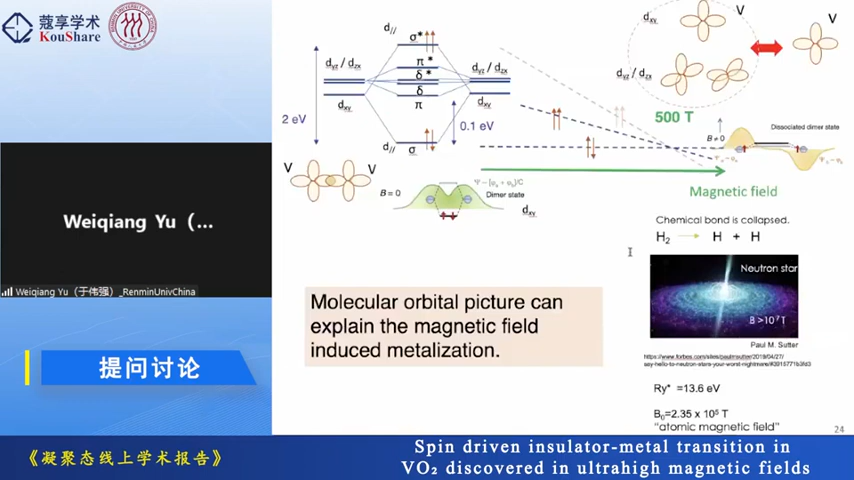 蔻享学术
KouShare
Weiqiang Yu (...
Weiqiang Yu（于伟强）_RenminUnivChina
提问讨论
d//
σ*
dyz / dzx
π*
δ*
δ
π
dyz / dzx
dxy
dxy
2 eV
0.1 eV
d//
σ
V
V
B = 0
Dimer state
dxy
dxy
V
V
dyz / dzx
500 T
B ≠ 0
Dissociated dimer state
Magnetic field
Chemical bond is collapsed.
H₂ → H + H
Neutron star
B >10⁷ T
Paul M. Sutter
Molecular orbital picture can
explain the magnetic field
induced metalization.
Ry* =13.6 eV
B₀=2.35 x 10⁵ T
“atomic magnetic field”
24
《凝聚态线上学术报告》
Spin driven insulator-metal transition in
VO₂ discovered in ultrahigh magnetic fields